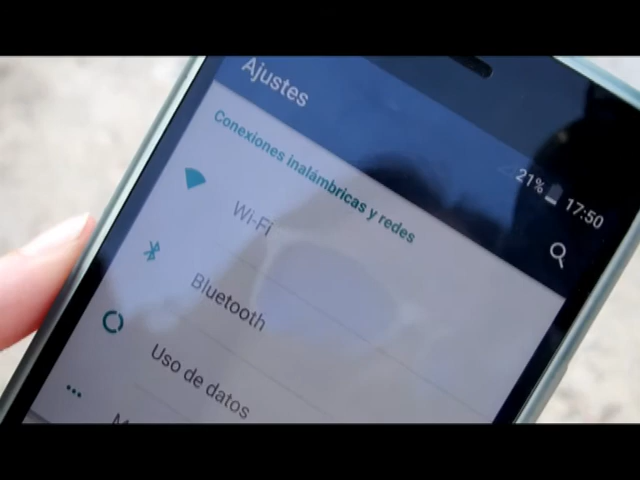 21% 17:50
Ajustes
Conexiones inalámbricas y redes
Wi-Fi
Bluetooth
Uso de datos